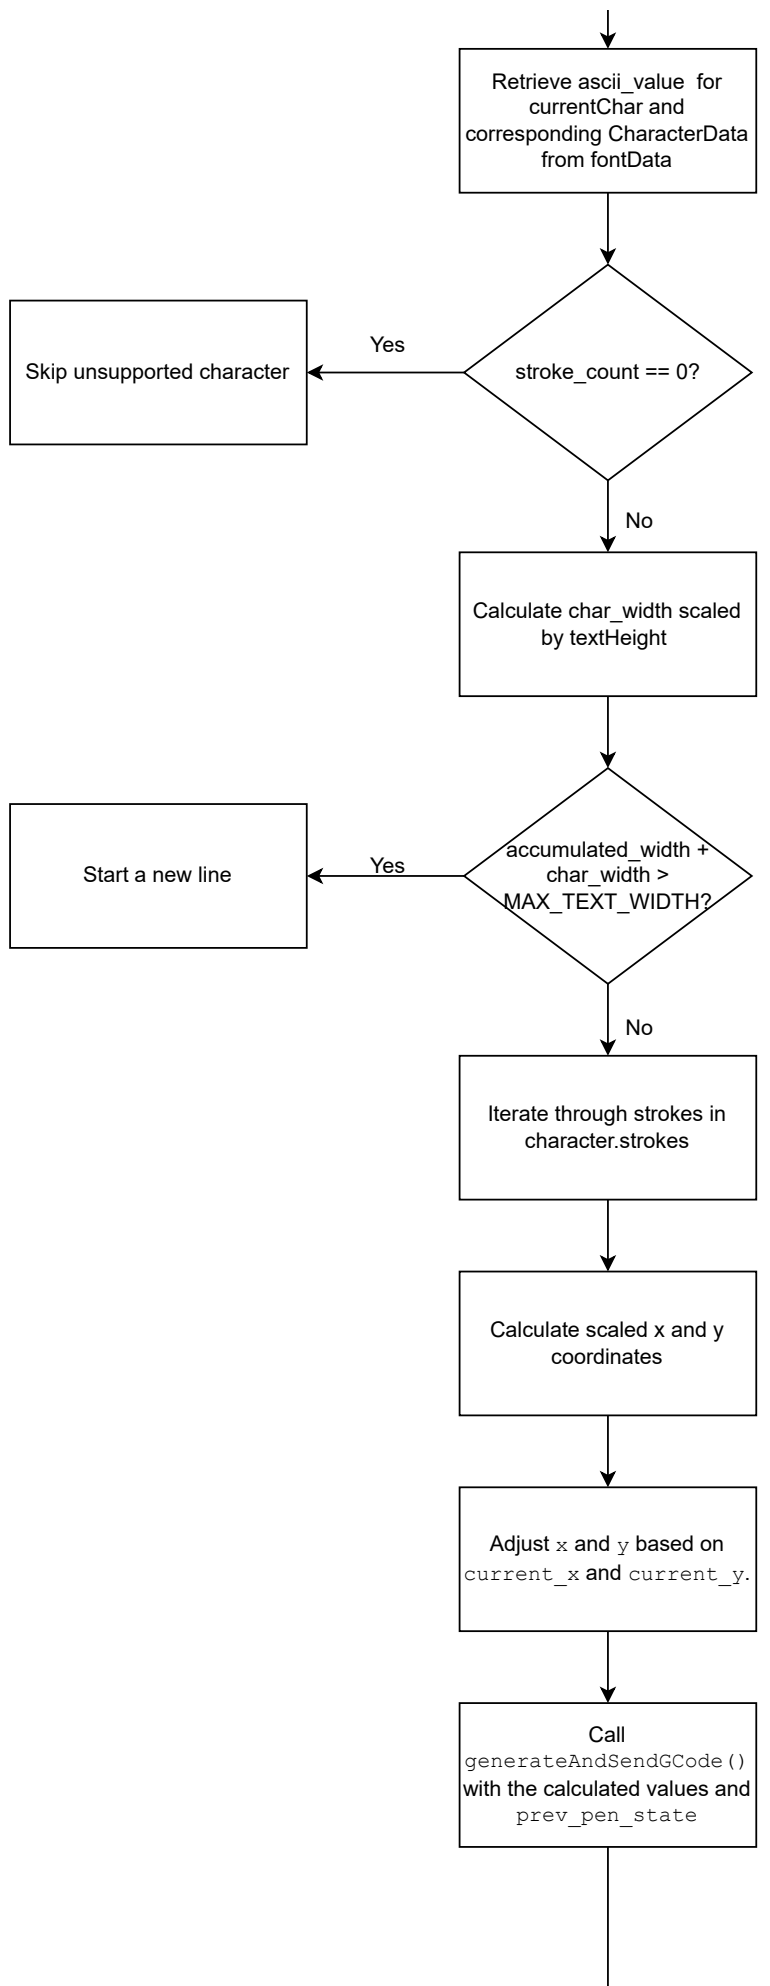 Retrieve ascii_value  for
currentChar and
corresponding CharacterData
from fontData
Yes
Skip unsupported character
stroke_count == 0?
No
Calculate char_width scaled
by textHeight
Yes
Start a new line
accumulated_width +
char_width >
MAX_TEXT_WIDTH?
No
Iterate through strokes in
character.strokes
Calculate scaled x and y
coordinates
Adjust x and y based on
current_x and current_y.
Call
generateAndSendGCode()
with the calculated values and
prev_pen_state